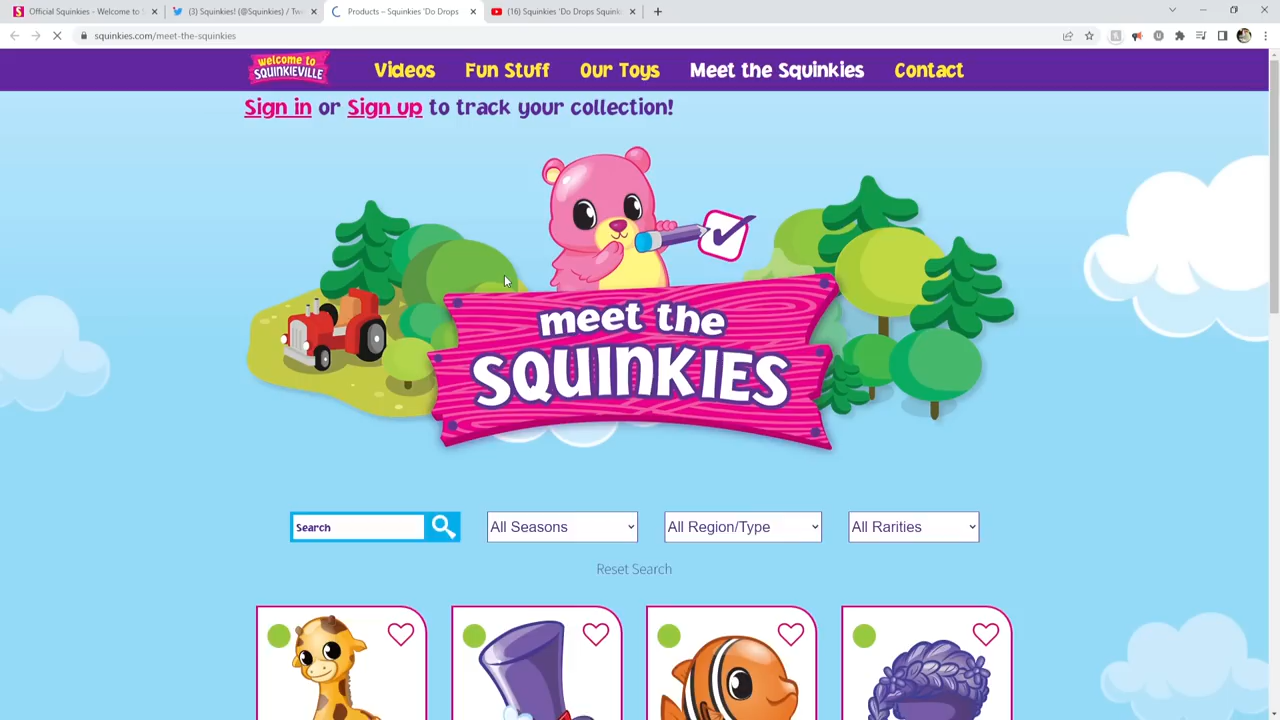 Official Squinkies - Welcome to S
(3) Squinkies! (@Squinkies) / Tw
Products – Squinkies 'Do Drops
(16) Squinkies 'Do Drops Squink
squinkies.com/meet-the-squinkies
welcome to
SQUINKIEVILLE
Videos
Fun Stuff
Our Toys
Meet the Squinkies
Contact
Sign in or Sign up to track your collection!
meet the
SQUINKIES
Search
All Seasons
All Region/Type
All Rarities
Reset Search